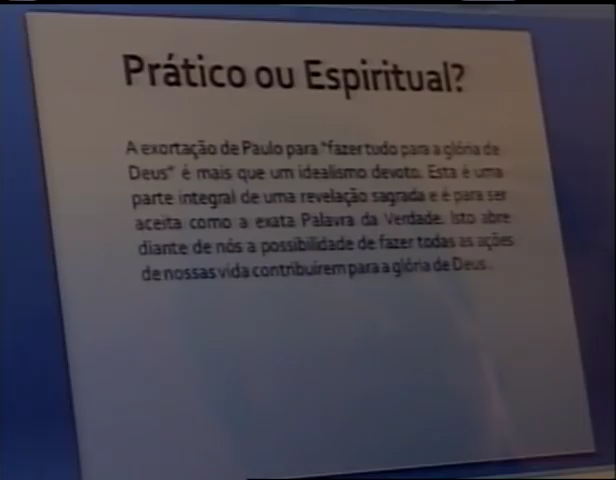 Prático ou Espiritual?
A exortação de Paulo para "fazer tudo para a glória de
Deus" é mais que um idealismo devoto. Esta é uma
parte integral de uma revelação sagrada e é para ser
aceita como a exata Palavra da Verdade. Isto abre
diante de nós a possibilidade de fazer todas as ações
de nossas vida contribuírem para a glória de Deus.